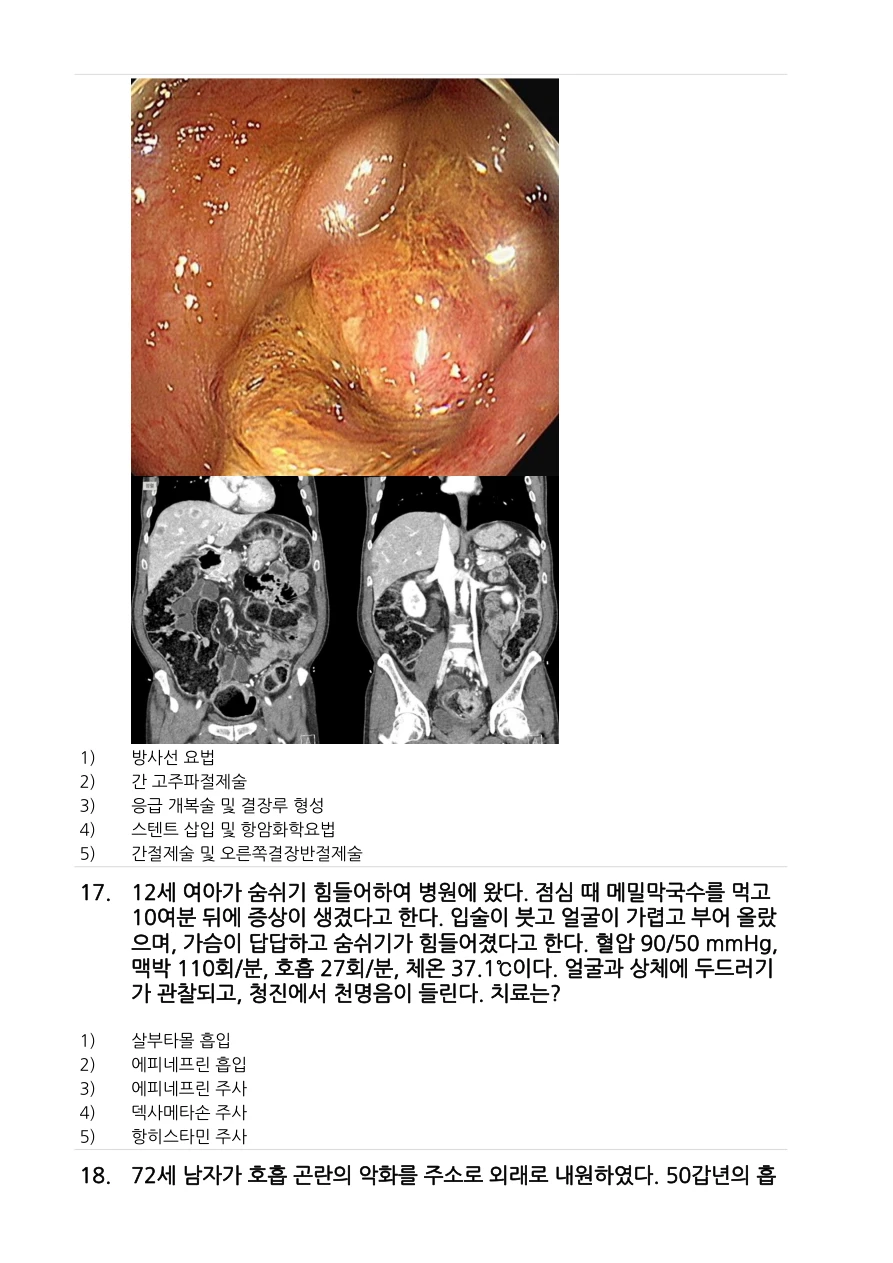 1) 방사선 요법
2) 간 고주파절제술
3) 응급 개복술 및 결장루 형성
4) 스텐트 삽입 및 항암화학요법
5) 간절제술 및 오른쪽결장반절제술
17. 12세 여아가 숨쉬기 힘들어하여 병원에 왔다. 점심 때 메밀막국수를 먹고
10여분 뒤에 증상이 생겼다고 한다. 입술이 붓고 얼굴이 가렵고 부어 올랐
으며, 가슴이 답답하고 숨쉬기가 힘들어졌다고 한다. 혈압 90/50 mmHg,
맥박 110회/분, 호흡 27회/분, 체온 37.1℃이다. 얼굴과 상체에 두드러기
가 관찰되고, 청진에서 천명음이 들린다. 치료는?
1) 살부타몰 흡입
2) 에피네프린 흡입
3) 에피네프린 주사
4) 덱사메타손 주사
5) 항히스타민 주사
18. 72세 남자가 호흡 곤란의 악화를 주소로 외래로 내원하였다. 50갑년의 흡